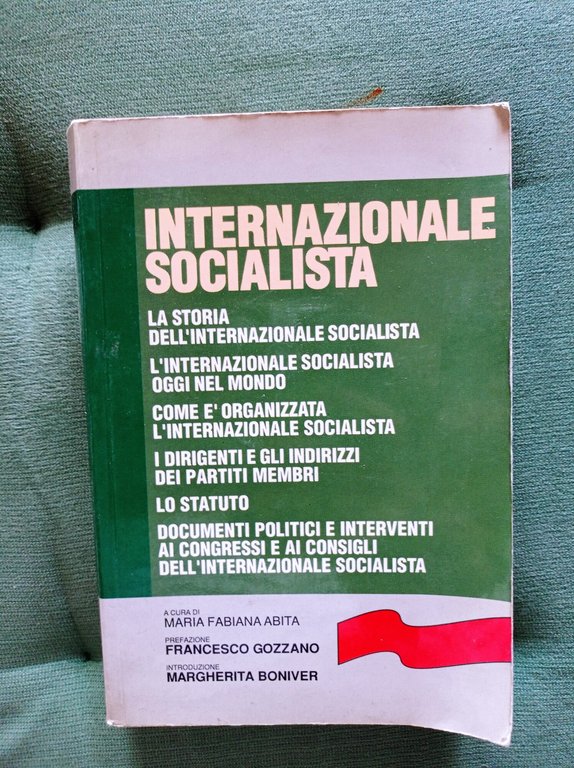 INTERNAZIONALE
SOCIALISTA
LA STORIA
DELL'INTERNAZIONALE SOCIALISTA
L'INTERNAZIONALE SOCIALISTA
OGGI NEL MONDO
COME E' ORGANIZZATA
L'INTERNAZIONALE SOCIALISTA
I DIRIGENTI E GLI INDIRIZZI
DEI PARTITI MEMBRI
LO STATUTO
DOCUMENTI POLITICI E INTERVENTI
AI CONGRESSI E AI CONSIGLI
DELL'INTERNAZIONALE SOCIALISTA
A CURA DI
MARIA FABIANA ABITA
PREFAZIONE
FRANCESCO GOZZANO
INTRODUZIONE
MARGHERITA BONIVER